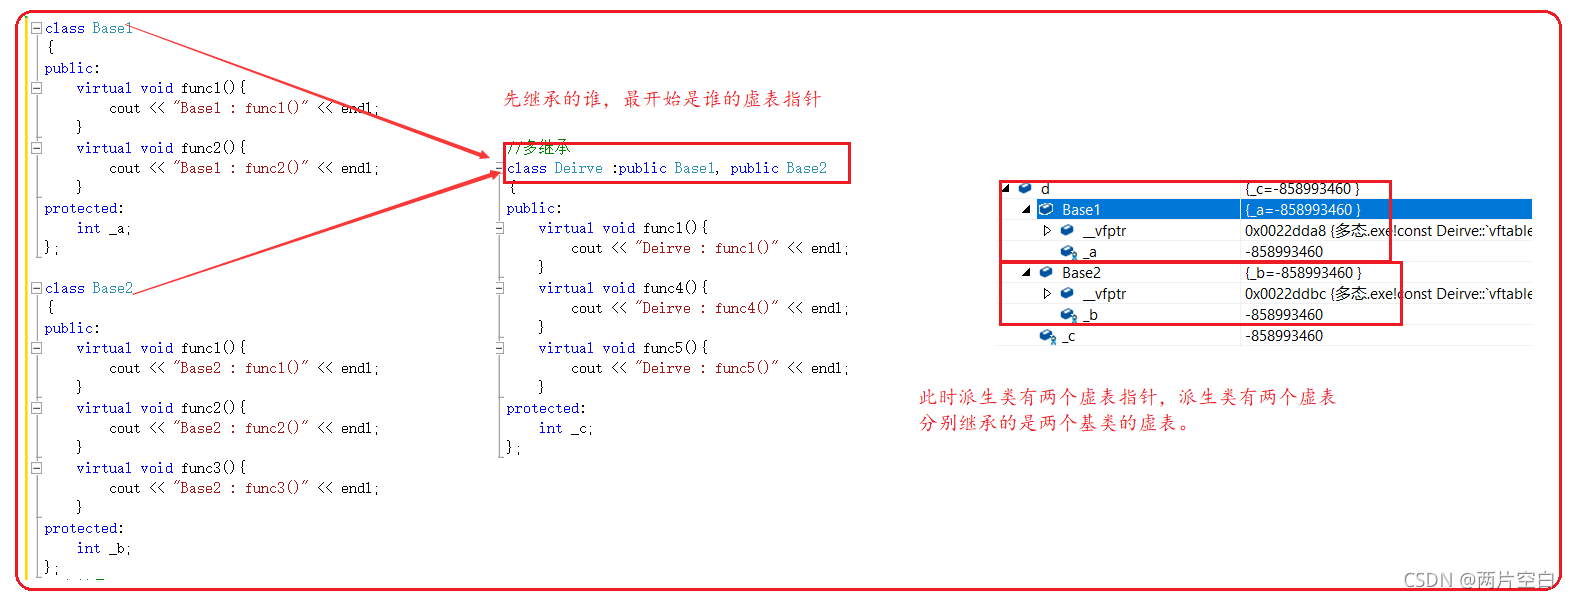 class Base1
{
public:
virtual void func1(){
cout << "Base1 : func1()" << endl;
}
virtual void func2(){
cout << "Base1 : func2()" << endl;
}
protected:
int _a;
};
class Base2
{
public:
virtual void func1(){
cout << "Base2 : func1()" << endl;
}
virtual void func2(){
cout << "Base2 : func2()" << endl;
}
virtual void func3(){
cout << "Base2 : func3()" << endl;
}
protected:
int _b;
};
先继承的谁，最开始是谁的虚表指针
//多继承
class Deirve :public Base1, public Base2
{
public:
virtual void func1(){
cout << "Deirve : func1()" << endl;
}
virtual void func4(){
cout << "Deirve : func4()" << endl;
}
virtual void func5(){
cout << "Deirve : func5()" << endl;
}
protected:
int _c;
};
d {_c=-858993460 }
Base1 {_a=-858993460 }
__vfptr 0x0022dda8 {多态.exe!const Deirve::`vftable
_a -858993460
Base2 {_b=-858993460 }
__vfptr 0x0022ddbc {多态.exe!const Deirve::`vftable
_b -858993460
_c -858993460
此时派生类有两个虚表指针，派生类有两个虚表
分别继承的是两个基类的虚表。
CSDN @两片空白